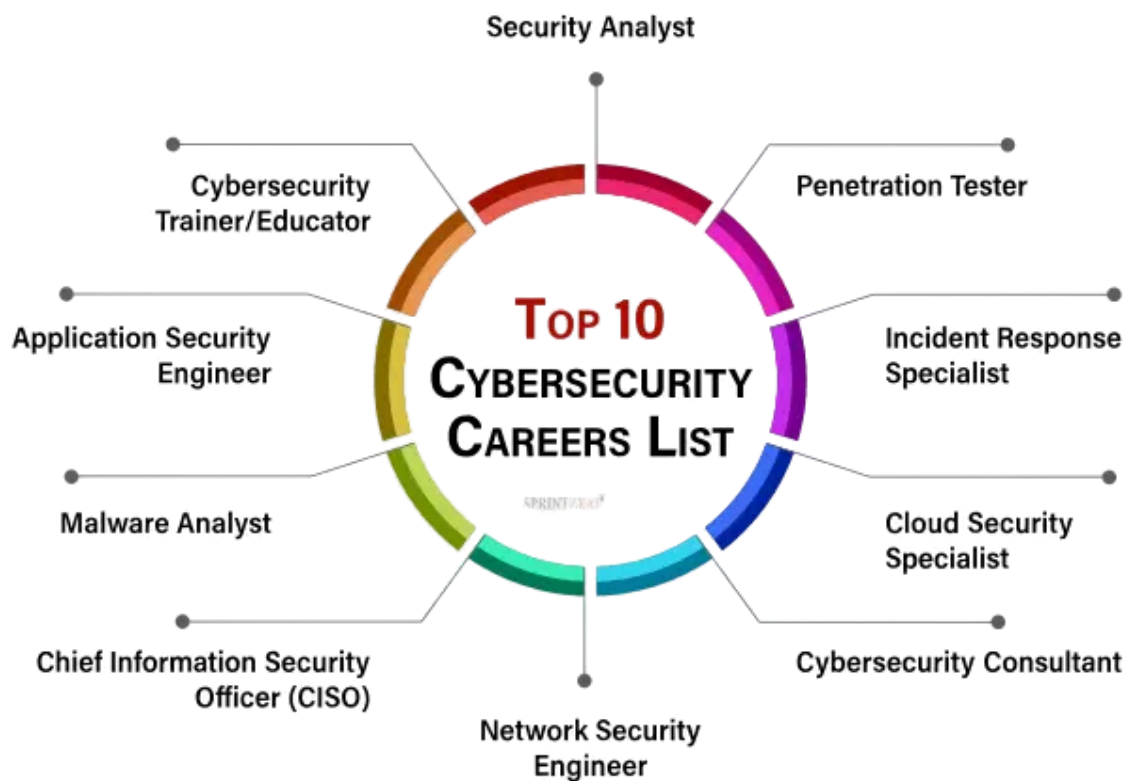 Security Analyst
Penetration Tester
Incident Response
Specialist
Cloud Security
Specialist
Cybersecurity Consultant
Network Security
Engineer
Chief Information Security
Officer (CISO)
Malware Analyst
Application Security
Engineer
Cybersecurity
Trainer/Educator
Top 10
Cybersecurity
Careers List
SPRINTZERO